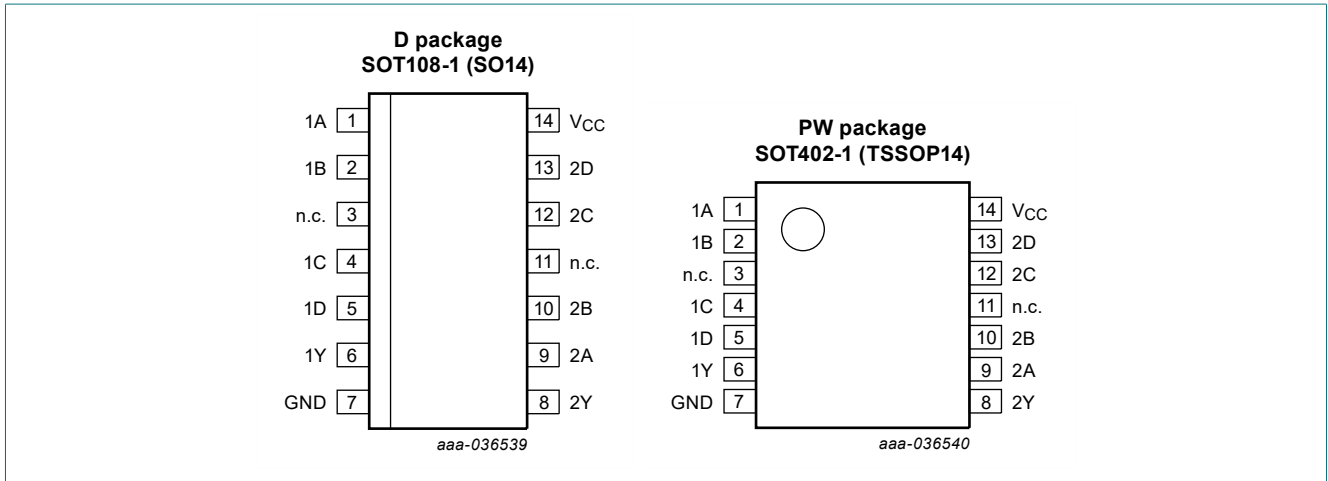 D package
SOT108-1 (SO14)
1A 1 14 VCC
1B 2 13 2D
n.c. 3 12 2C
1C 4 11 n.c.
1D 5 10 2B
1Y 6 9 2A
GND 7 8 2Y
aaa-036539
PW package
SOT402-1 (TSSOP14)
1A 1 14 VCC
1B 2 13 2D
n.c. 3 12 2C
1C 4 11 n.c.
1D 5 10 2B
1Y 6 9 2A
GND 7 8 2Y
aaa-036540